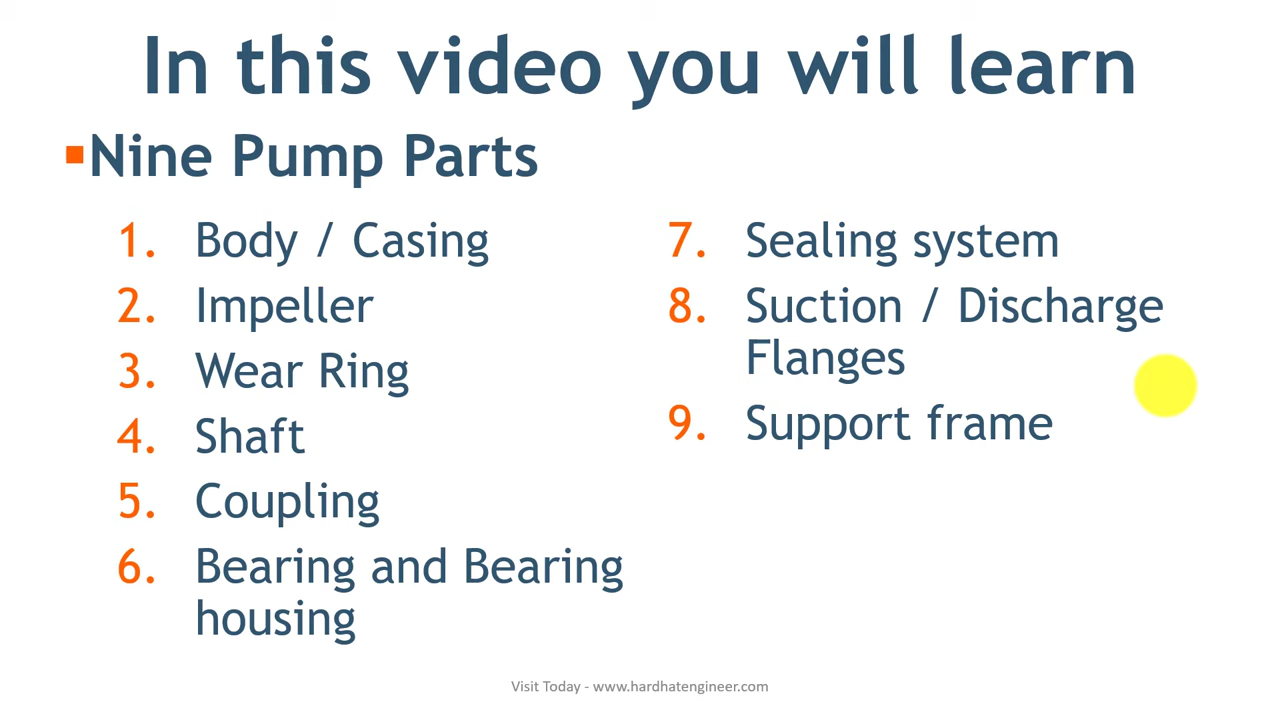 In this video you will learn
▪Nine Pump Parts
1. Body / Casing
2. Impeller
3. Wear Ring
4. Shaft
5. Coupling
6. Bearing and Bearing
housing
7. Sealing system
8. Suction / Discharge
Flanges
9. Support frame
Visit Today - www.hardhatengineer.com